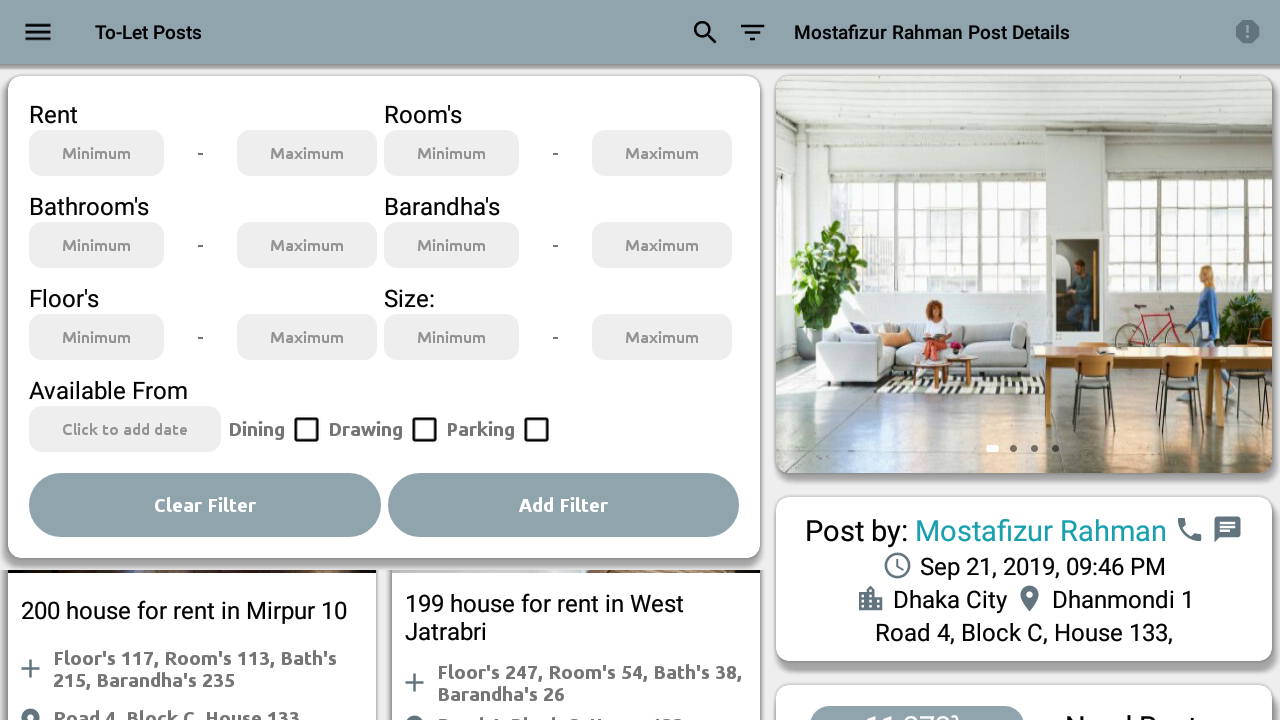 To-Let Posts
Mostafizur Rahman Post Details
Rent
Room's
Minimum - Maximum
Minimum - Maximum
Bathroom's
Barandha's
Minimum - Maximum
Minimum - Maximum
Floor's
Size:
Minimum - Maximum
Minimum - Maximum
Available From
Click to add date
Dining
Drawing
Parking
Clear Filter
Add Filter
200 house for rent in Mirpur 10
Floor's 117, Room's 113, Bath's
215, Barandha's 235
Road 4, Block C, House 133,
199 house for rent in West
Jatrabri
Floor's 247, Room's 54, Bath's 38,
Barandha's 26
Post by: Mostafizur Rahman
Sep 21, 2019, 09:46 PM
Dhaka City
Dhanmondi 1
Road 4, Block C, House 133,